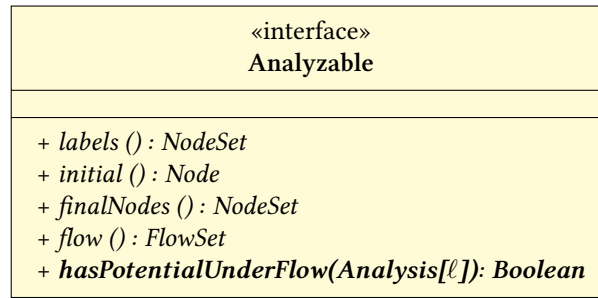 «interface»
Analyzable
+ labels () : NodeSet
+ initial () : Node
+ finalNodes () : NodeSet
+ flow () : FlowSet
+ hasPotentialUnderFlow(Analysis[ℓ]): Boolean